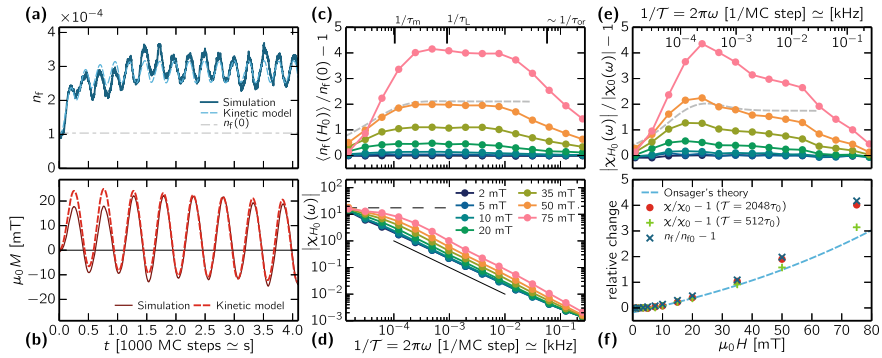 (a)
×10⁻⁴
5
4
3
2
1
0
n_f
Simulation
Kinetic model
n_f(0)
20
10
0
−10
−20
μ₀M [mT]
Simulation
Kinetic model
0.0 0.5 1.0 1.5 2.0 2.5 3.0 3.5 4.0
(b)
t [1000 MC steps ≃ s]
(c)
1/τ_m 1/τ_L ∼ 1/τ_or
5
4
3
2
1
0
⟨n_f(H₀)⟩/n_f(0) − 1
10²
10¹
10⁰
10⁻¹
10⁻²
10⁻³
|χ_H₀(ω)|
2 mT
5 mT
10 mT
20 mT
35 mT
50 mT
75 mT
10⁻⁴ 10⁻³ 10⁻² 10⁻¹
(d)
1/𝒯 = 2πω [1/MC step] ≃ [kHz]
1/𝒯 = 2πω [1/MC step] ≃ [kHz]
(e)
10⁻⁴ 10⁻³ 10⁻² 10⁻¹
5
4
3
2
1
0
|χ_H₀(ω)|/|χ₀(ω)| − 1
5
4
3
2
1
0
relative change
Onsager's theory
χ/χ₀ − 1 (𝒯 = 2048τ₀)
χ/χ₀ − 1 (𝒯 = 512τ₀)
n_f/n_f0 − 1
0 10 20 30 40 50 60 70 80
(f)
μ₀H [mT]